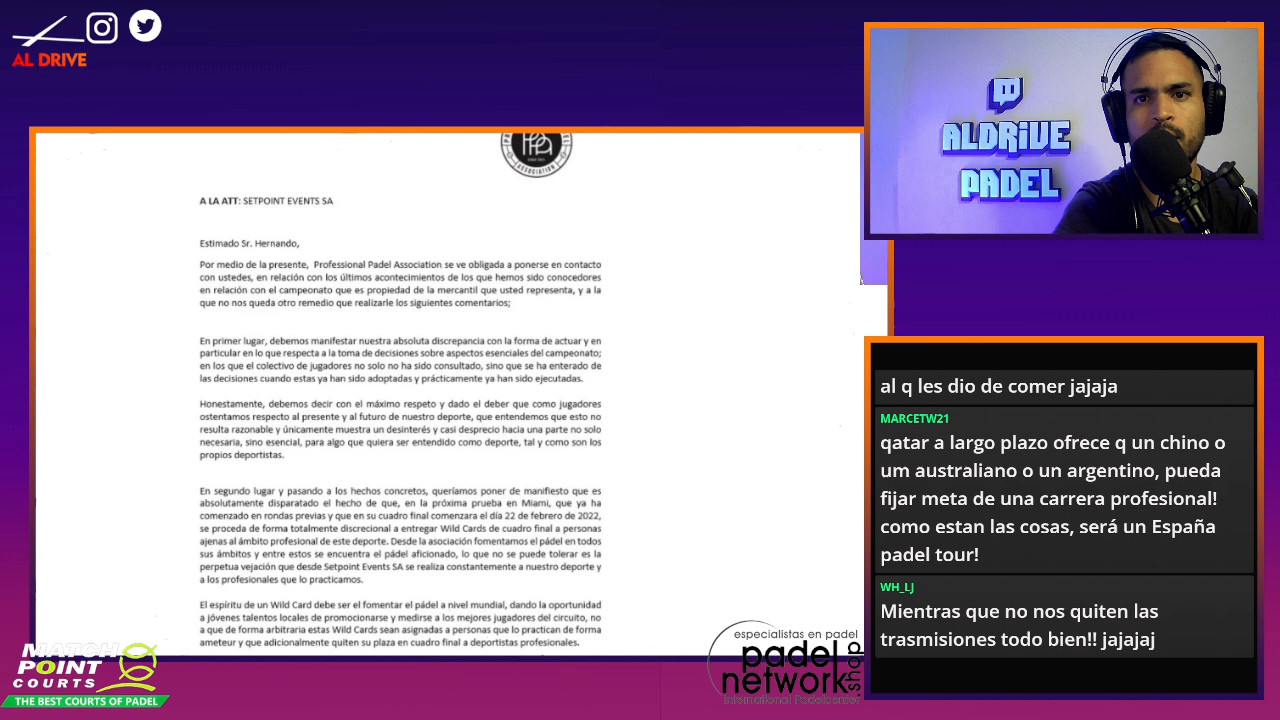 AL DRIVE
ALDRIVE
PADEL
PPA
ASSOCIATION
A LA ATT: SETPOINT EVENTS SA
Estimado Sr. Hernando,
Por medio de la presente, Professional Padel Association se ve obligada a ponerse en contacto
con ustedes, en relación con los últimos acontecimientos de los que hemos sido conocedores
en relación con el campeonato que es propiedad de la mercantil que usted representa, y a la
que no nos queda otro remedio que realizarle los siguientes comentarios;
En primer lugar, debemos manifestar nuestra absoluta discrepancia con la forma de actuar y en
particular en lo que respecta a la toma de decisiones sobre aspectos esenciales del campeonato;
en los que el colectivo de jugadores no solo no ha sido consultado, sino que se ha enterado de
las decisiones cuando estas ya han sido adoptadas y prácticamente ya han sido ejecutadas.
Honestamente, debemos decir con el máximo respeto y dado el deber que como jugadores
ostentamos respecto al presente y al futuro de nuestro deporte, que entendemos que esto no
resulta razonable y únicamente muestra un desinterés y casi desprecio hacia una parte no solo
necesaria, sino esencial, para algo que quiera ser entendido como deporte, tal y como son los
propios deportistas.
En segundo lugar y pasando a los hechos concretos, queríamos poner de manifiesto que es
absolutamente disparatado el hecho de que, en la próxima prueba en Miami, que ya ha
comenzado en rondas previas y que en su cuadro final comenzara el día 22 de febrero de 2022,
se proceda de forma totalmente discrecional a entregar Wild Cards de cuadro final a personas
ajenas al ámbito profesional de este deporte. Desde la asociación fomentamos el pádel en todos
sus ámbitos y entre estos se encuentra el pádel aficionado, lo que no se puede tolerar es la
perpetua vejación que desde Setpoint Events SA se realiza constantemente a nuestro deporte y
a los profesionales que lo practicamos.
El espíritu de un Wild Card debe ser el fomentar el pádel a nivel mundial, dando la oportunidad
a jóvenes talentos locales de promocionarse y medirse a los mejores jugadores del circuito, no
a que de forma arbitraria estas Wild Cards sean asignadas a personas que lo practican de forma
ameteur y que adicionalmente quiten su plaza en cuadro final a deportistas profesionales.
al q les dio de comer jajaja
MARCETW21
qatar a largo plazo ofrece q un chino o
um australiano o un argentino, pueda
fijar meta de una carrera profesional!
como estan las cosas, será un España
padel tour!
WH_LJ
Mientras que no nos quiten las
trasmisiones todo bien!! jajajaj
MATCH
POINT
COURTS
THE BEST COURTS OF PADEL
especialistas en padel
padel
network
.shop
International Padelcenter